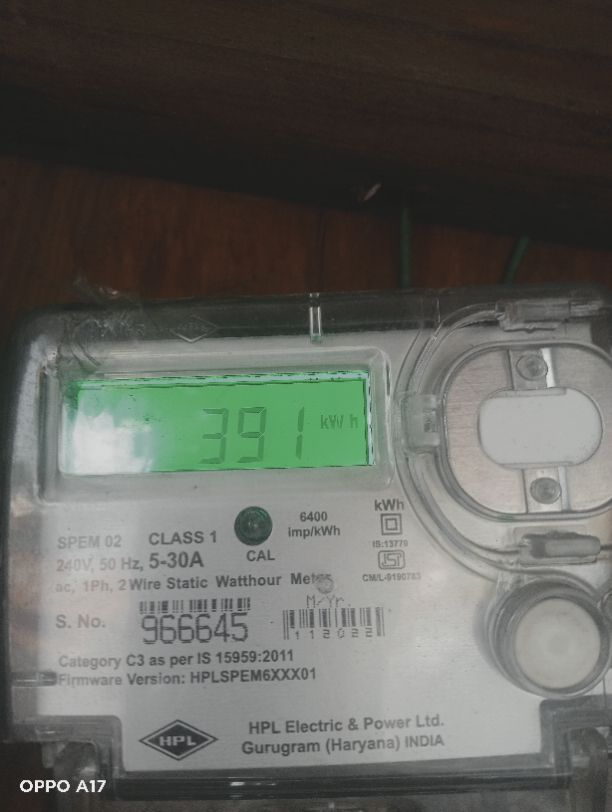 391 kWh
6400
imp/kWh
kWh
SPEM 02 CLASS 1
CAL
IS:13779
240V, 50 Hz, 5-30A
ac, 1Ph, 2 Wire Static Watthour Meter
CM/L-9190783
M/Yr.
S. No. 966645
112022
Category C3 as per IS 15959:2011
Firmware Version: HPLSPEM6XXX01
HPL
HPL Electric & Power Ltd.
Gurugram (Haryana) INDIA
OPPO A17